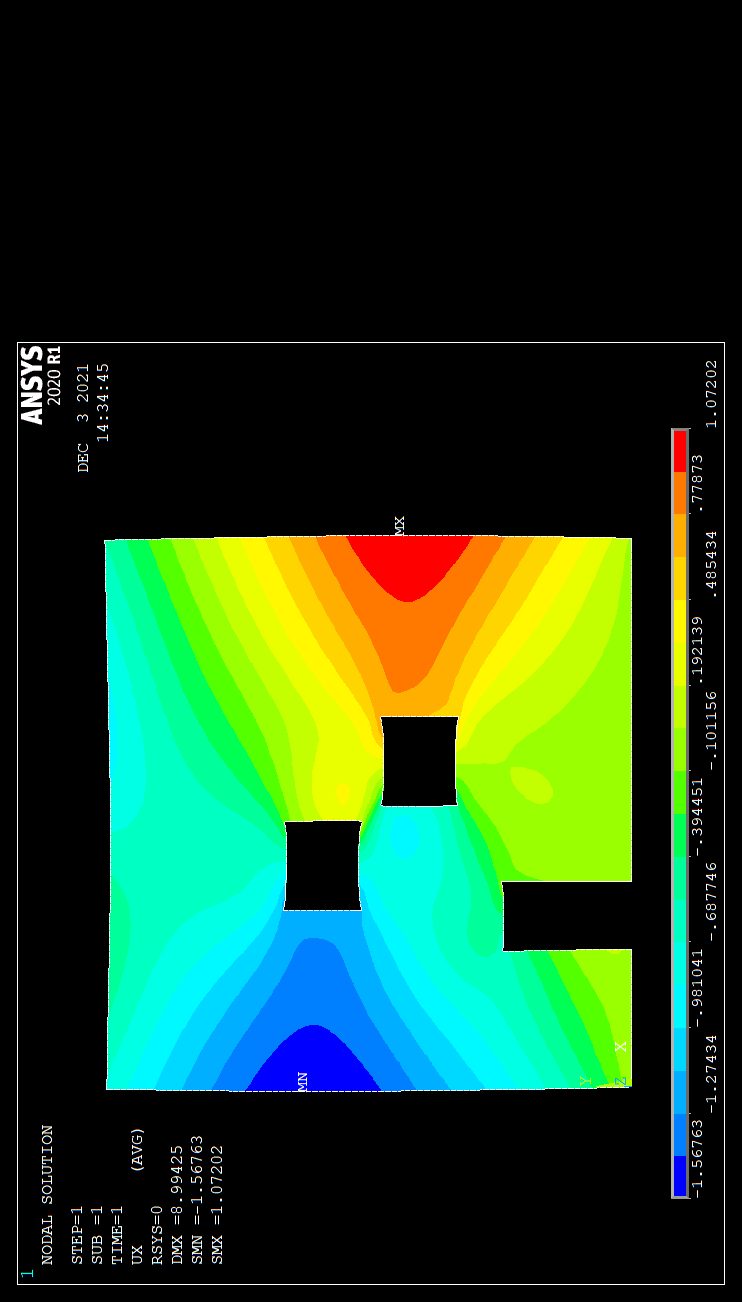 1
NODAL SOLUTION
STEP=1
SUB =1
TIME=1
UX (AVG)
RSYS=0
DMX =8.99425
SMN =-1.56763
SMX =1.07202
ANSYS
2020 R1
DEC 3 2021
14:34:45
MN
MX
Y
Z X
-1.56763
-1.27434
-.981041
-.687746
-.394451
-.101156
.192139
.485434
.77873
1.07202